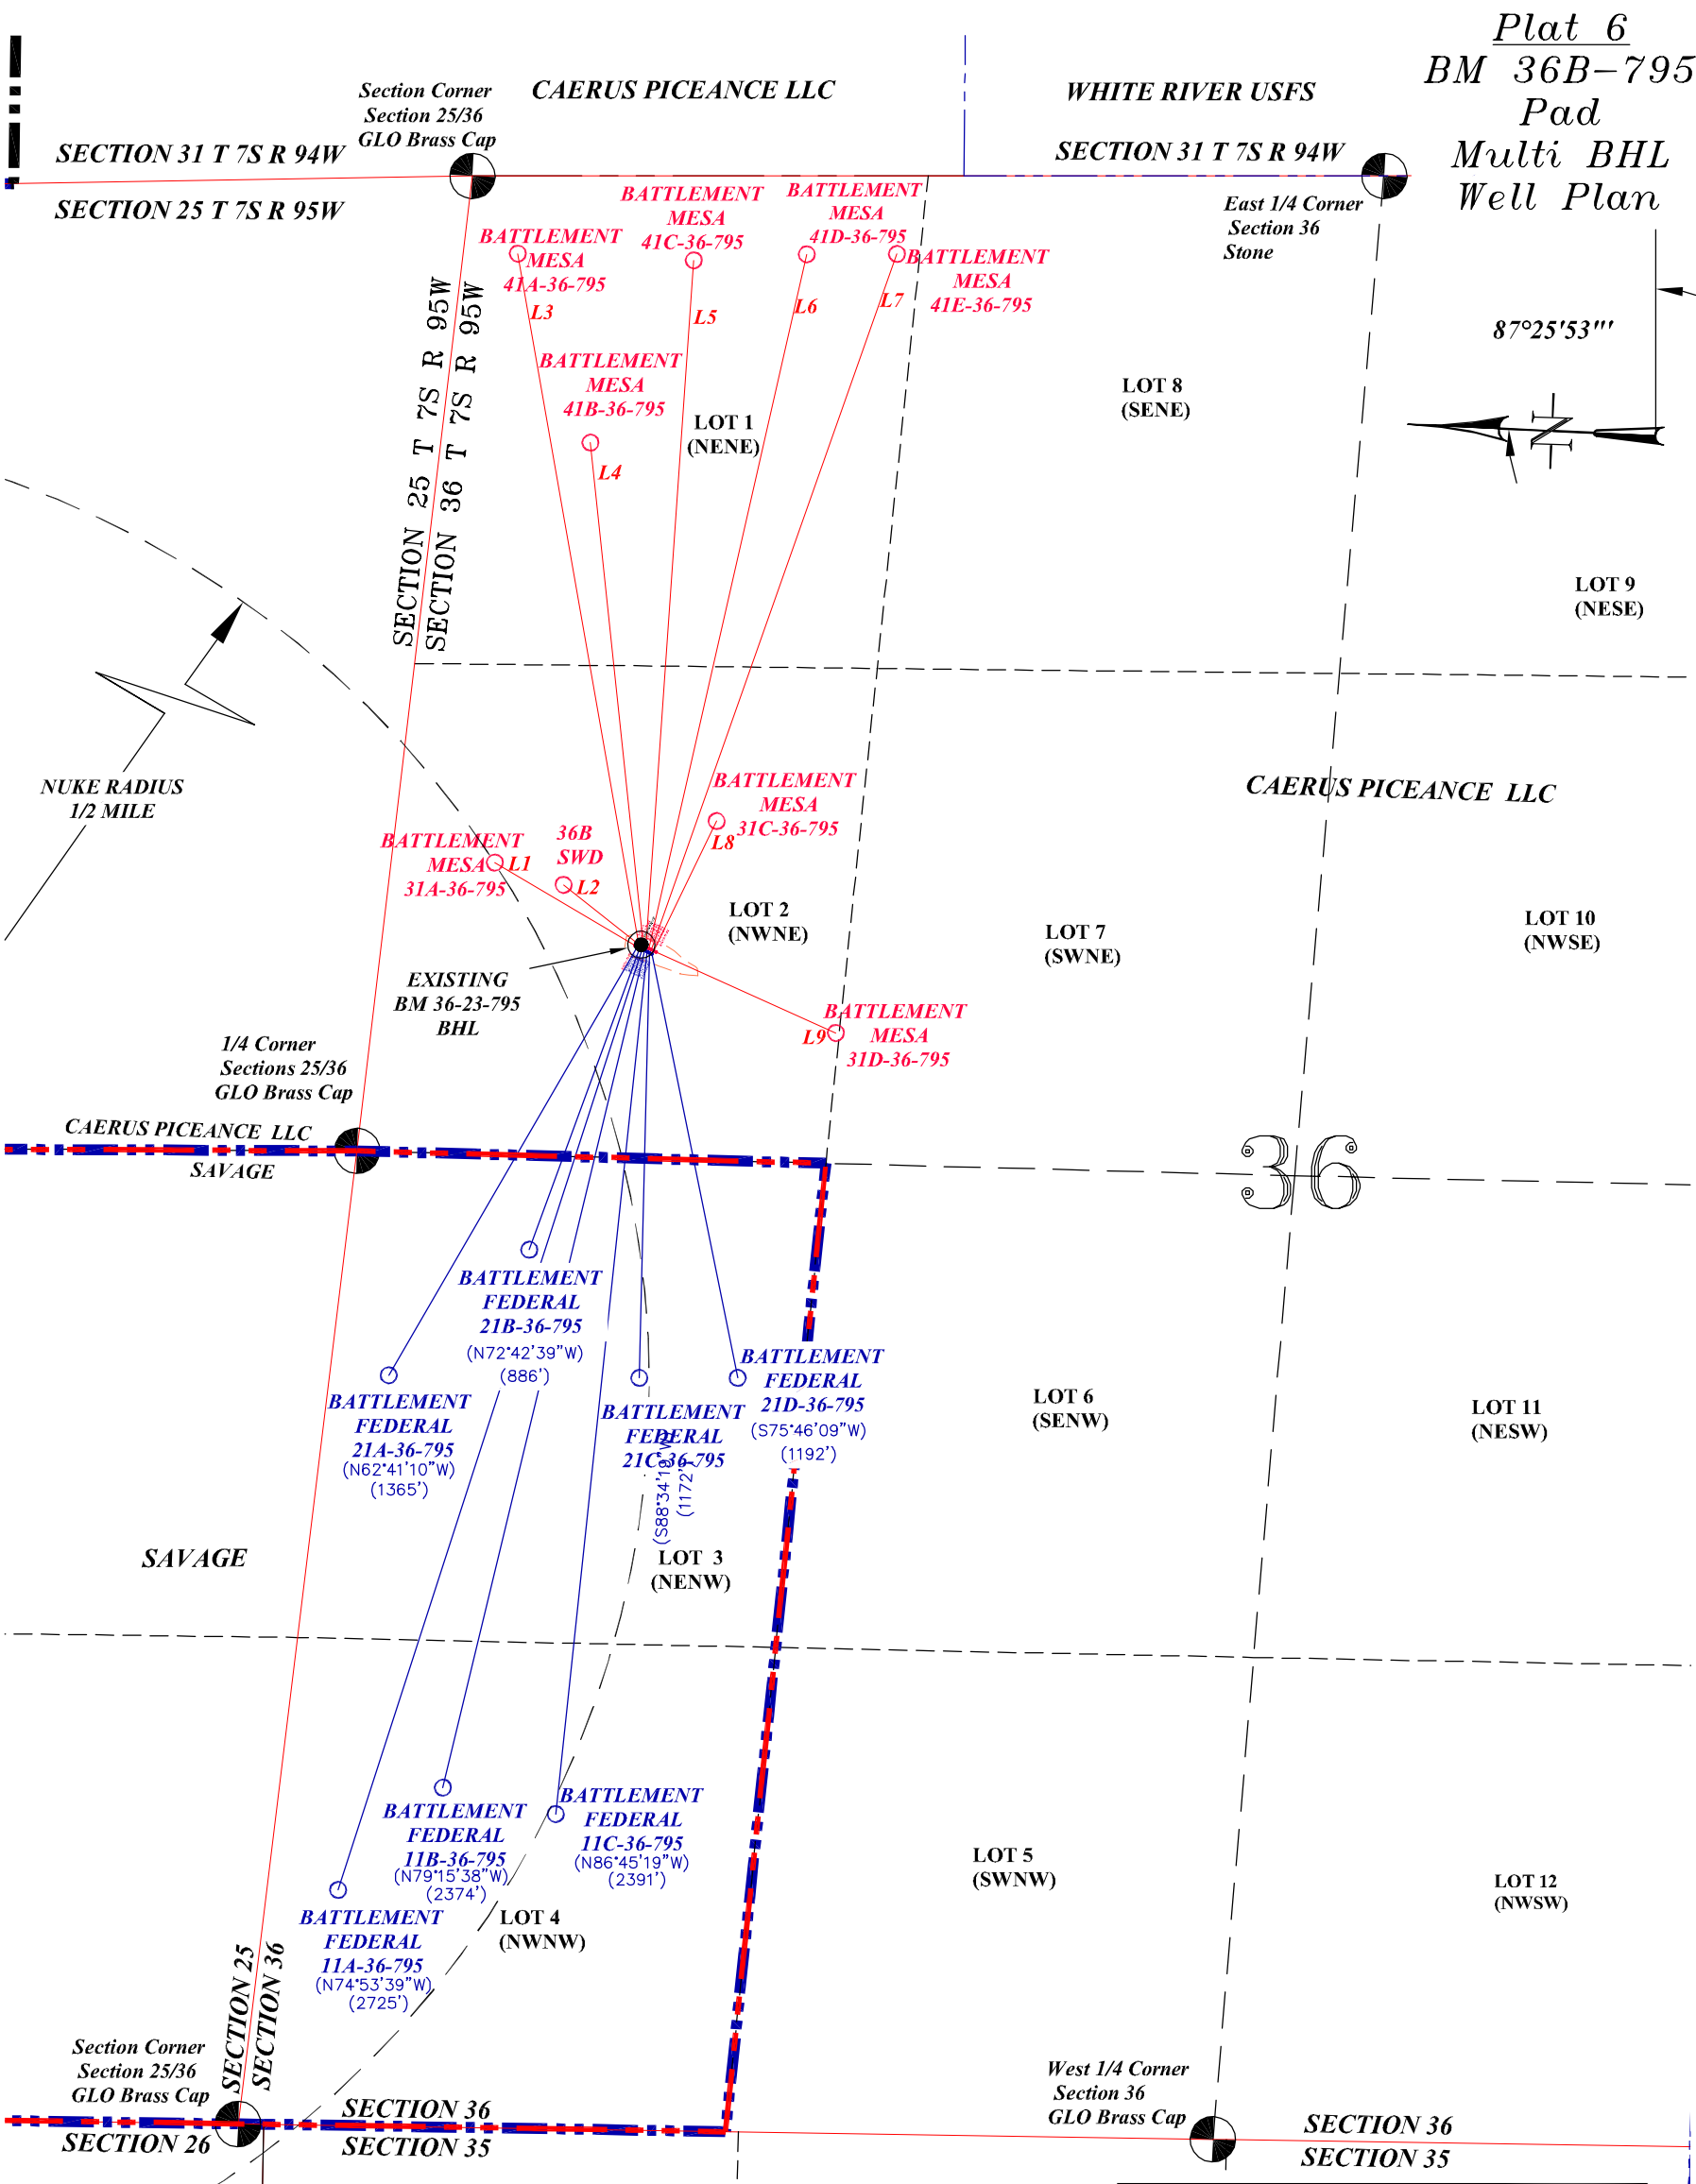 Plat 6
BM 36B-795
Pad
Multi BHL
Well Plan
Section Corner
Section 25/36
GLO Brass Cap
CAERUS PICEANCE LLC
WHITE RIVER USFS
SECTION 31 T 7S R 94W
SECTION 31 T 7S R 94W
SECTION 25 T 7S R 95W
East 1/4 Corner
Section 36
Stone
BATTLEMENT
MESA
41A-36-795
L3
BATTLEMENT
MESA
41C-36-795
L5
BATTLEMENT
MESA
41D-36-795
L6
BATTLEMENT
MESA
41E-36-795
L7
87°25'53"'
SECTION 25 T 7S R 95W
SECTION 36 T 7S R 95W
BATTLEMENT
MESA
41B-36-795
L4
LOT 1
(NENE)
LOT 8
(SENE)
LOT 9
(NESE)
NUKE RADIUS
1/2 MILE
CAERUS PICEANCE LLC
BATTLEMENT
MESA
31C-36-795
L8
BATTLEMENT
MESA
31A-36-795
L1
36B
SWD
L2
LOT 2
(NWNE)
LOT 7
(SWNE)
LOT 10
(NWSE)
EXISTING
BM 36-23-795
BHL
BATTLEMENT
MESA
31D-36-795
L9
1/4 Corner
Sections 25/36
GLO Brass Cap
CAERUS PICEANCE LLC
SAVAGE
36
BATTLEMENT
FEDERAL
21B-36-795
(N72°42'39"W)
(886')
BATTLEMENT
FEDERAL
21A-36-795
(N62°41'10"W)
(1365')
BATTLEMENT
FEDERAL
21C-36-795
(S88°34'19"W)
(1172')
BATTLEMENT
FEDERAL
21D-36-795
(S75°46'09"W)
(1192')
LOT 6
(SENW)
LOT 11
(NESW)
SAVAGE
LOT 3
(NENW)
BATTLEMENT
FEDERAL
11B-36-795
(N79°15'38"W)
(2374')
BATTLEMENT
FEDERAL
11C-36-795
(N86°45'19"W)
(2391')
BATTLEMENT
FEDERAL
11A-36-795
(N74°53'39"W)
(2725')
LOT 4
(NWNW)
LOT 5
(SWNW)
LOT 12
(NWSW)
SECTION 25
SECTION 36
Section Corner
Section 25/36
GLO Brass Cap
SECTION 36
SECTION 26
SECTION 35
West 1/4 Corner
Section 36
GLO Brass Cap
SECTION 36
SECTION 35